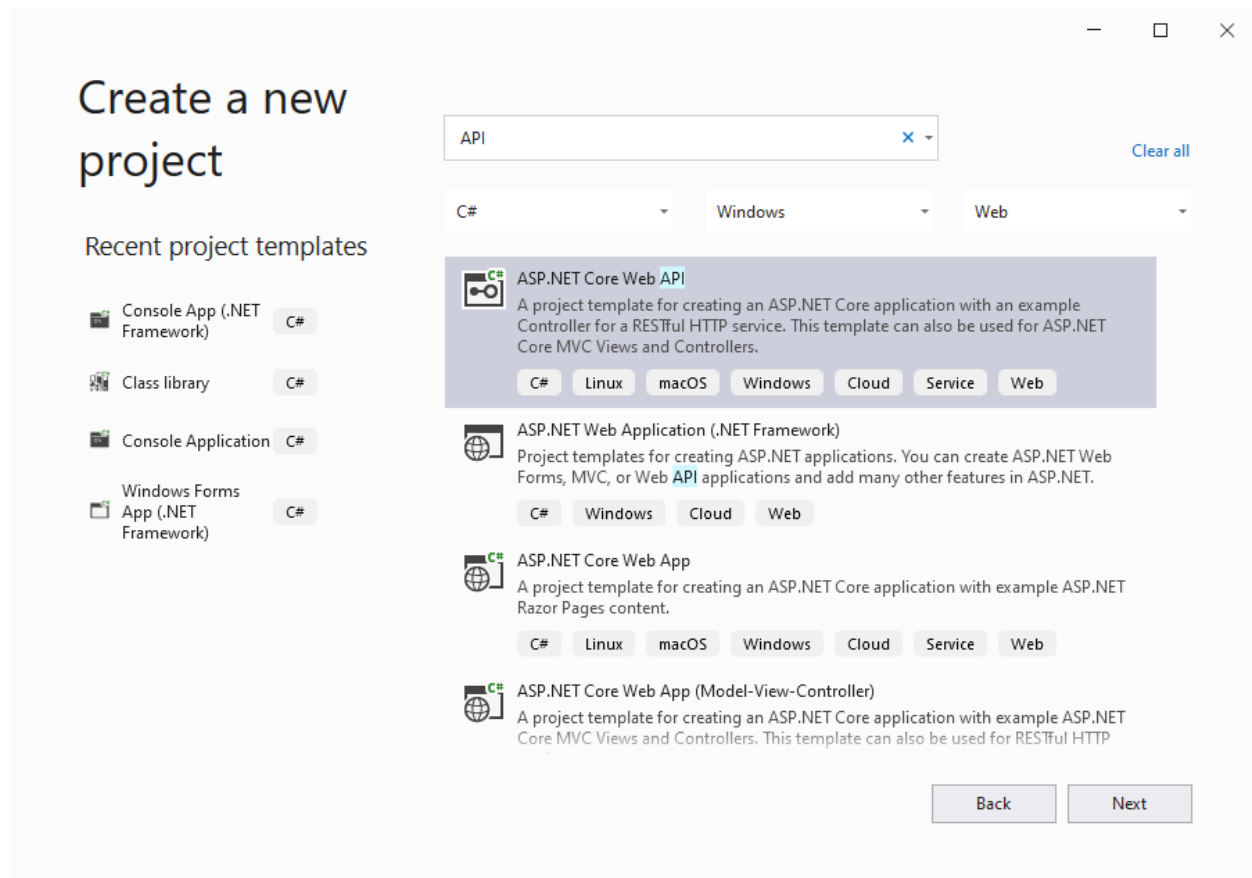 Create a new
project
API
Clear all
C#
Windows
Web
Recent project templates
Console App (.NET
Framework)
C#
Class library
C#
Console Application
C#
Windows Forms
App (.NET
Framework)
C#
ASP.NET Core Web API
A project template for creating an ASP.NET Core application with an example
Controller for a RESTful HTTP service. This template can also be used for ASP.NET
Core MVC Views and Controllers.
C# Linux macOS Windows Cloud Service Web
ASP.NET Web Application (.NET Framework)
Project templates for creating ASP.NET applications. You can create ASP.NET Web
Forms, MVC, or Web API applications and add many other features in ASP.NET.
C# Windows Cloud Web
ASP.NET Core Web App
A project template for creating an ASP.NET Core application with example ASP.NET
Razor Pages content.
C# Linux macOS Windows Cloud Service Web
ASP.NET Core Web App (Model-View-Controller)
A project template for creating an ASP.NET Core application with example ASP.NET
Core MVC Views and Controllers. This template can also be used for RESTful HTTP
Back
Next